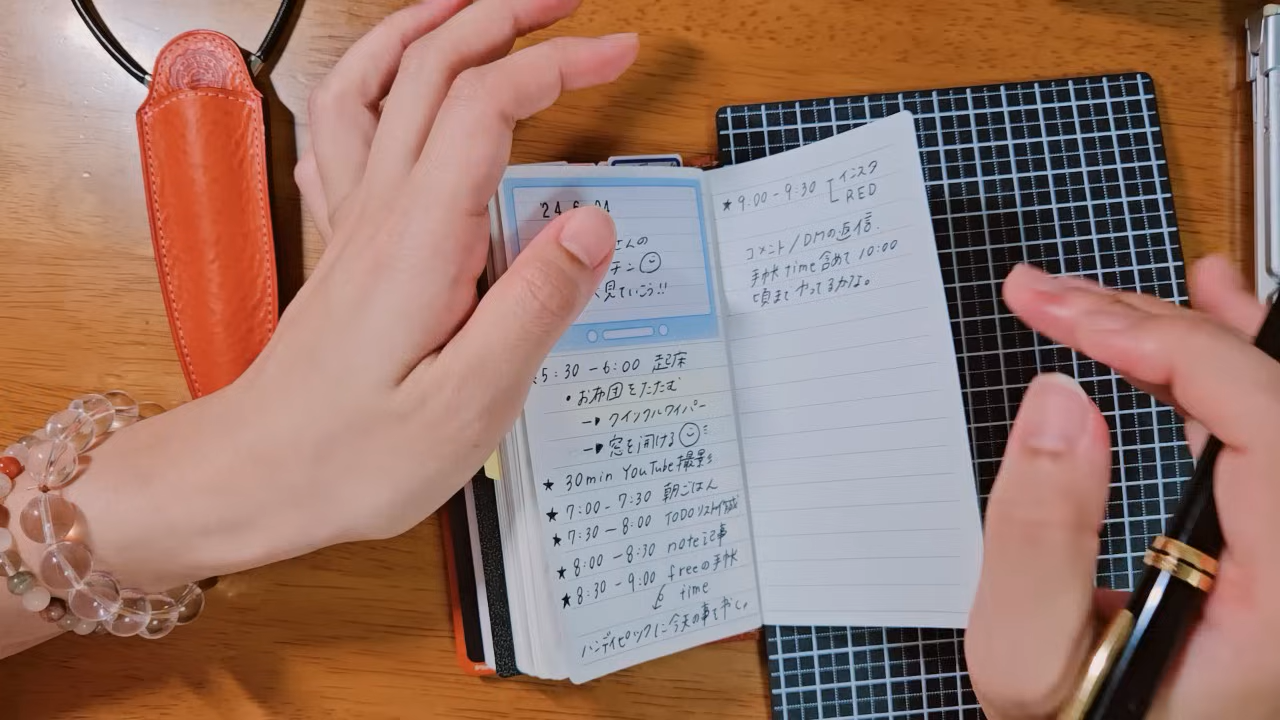 '24 6 01
さんの
チン
見ていこう!!
5:30 - 6:00 起床
・お布団をたたむ
→ クイックルワイパー
→ 窓を開ける
★ 30min YouTube撮影
★ 7:00 - 7:30 朝ごはん
★ 7:30 - 8:00 TODOリスト作成
★ 8:00 - 8:30 note記事
★ 8:30 - 9:00 freeの手帳
time
ハンディピックに今天の事を書く。
★ 9:00 - 9:30 インスタ
RED
コメント/DMの返信.
手帳time含めて10:00
頃までやってるかな。